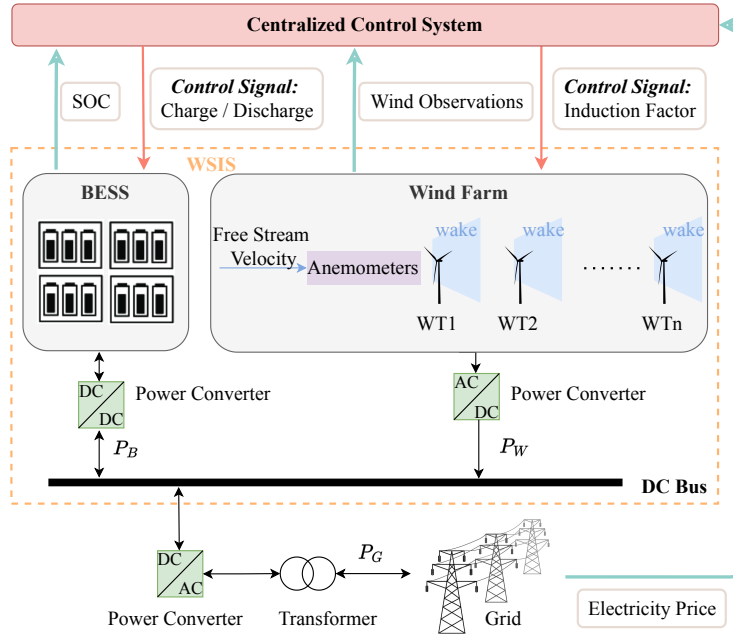 Centralized Control System
SOC
Control Signal:
Charge / Discharge
Wind Observations
Control Signal:
Induction Factor
WSIS
BESS
Wind Farm
Free Stream
Velocity
Anemometers
wake
wake
wake
WT1
WT2
.......
WTn
DC
DC
Power Converter
AC
DC
Power Converter
P_B
P_W
DC Bus
DC
AC
Power Converter
Transformer
P_G
Grid
Electricity Price